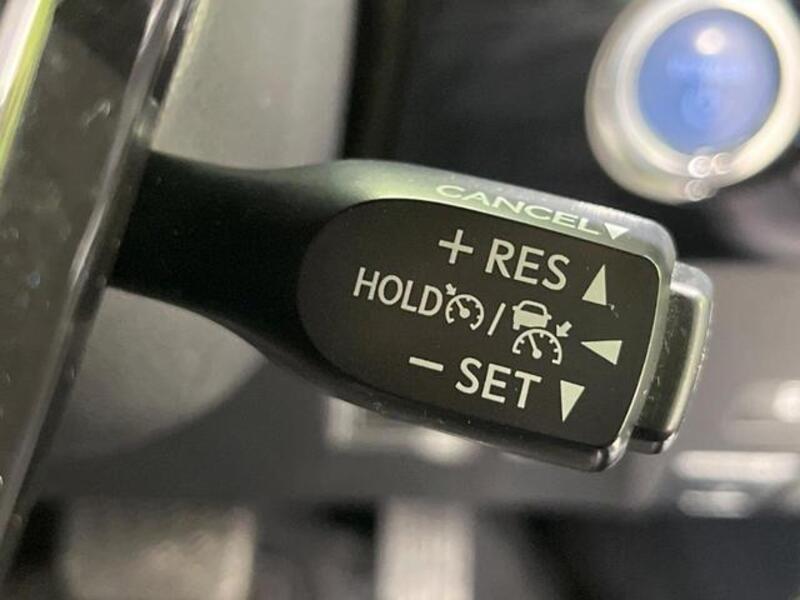 CANCEL
+ RES
HOLD /
− SET